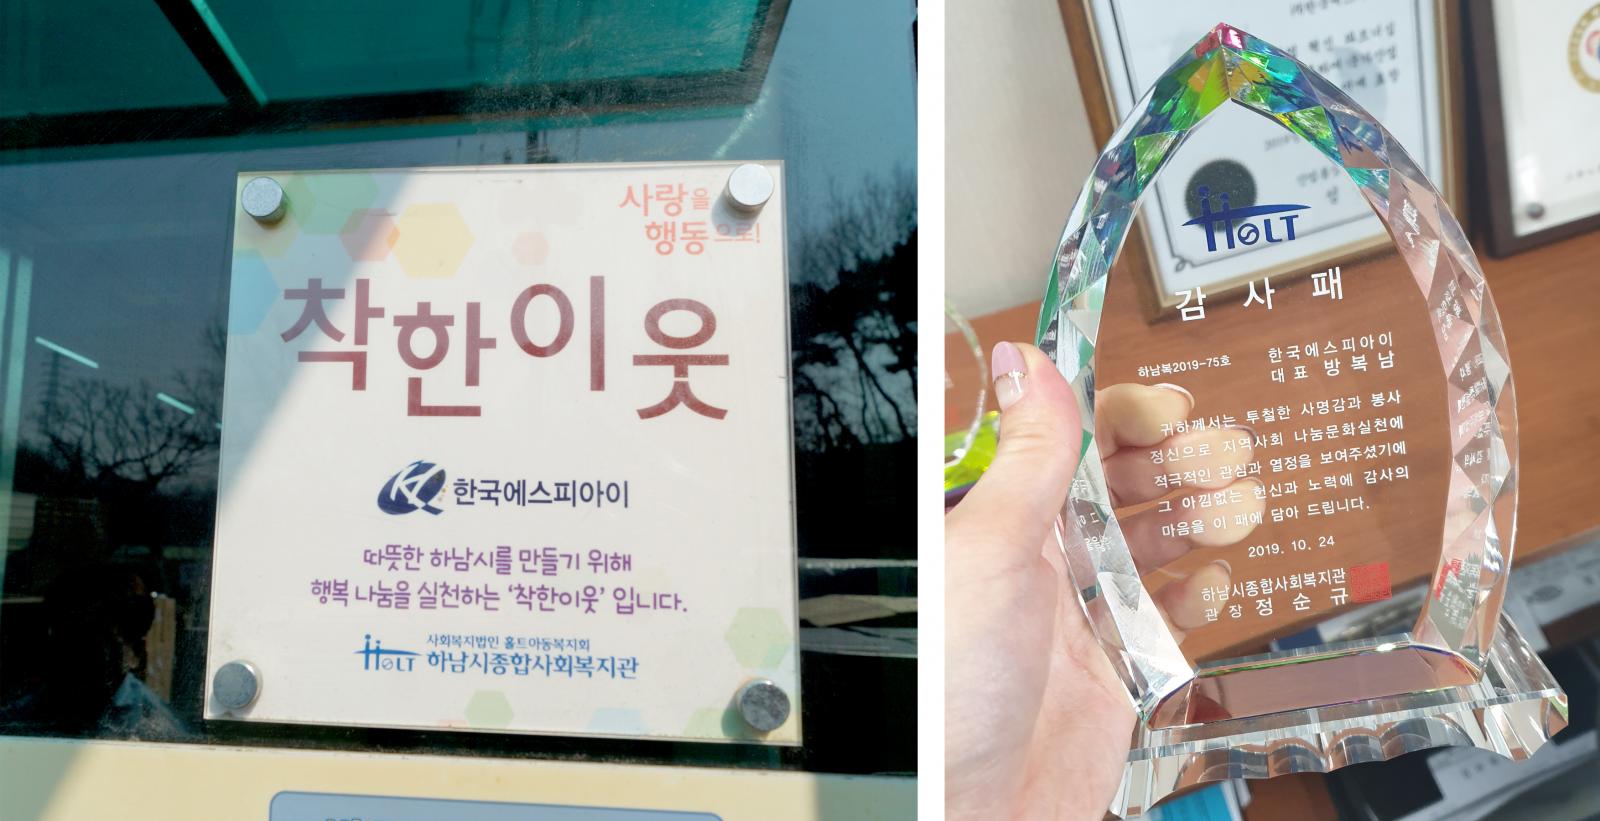 사랑을
행동으로!
착한이웃
한국에스피아이
따뜻한 하남시를 만들기 위해
행복 나눔을 실천하는 ‘착한이웃’ 입니다.
사회복지법인 홀트아동복지회
HOLT 하남시종합사회복지관
HOLT
감사패
하남복2019-75호
한국에스피아이
대표 방복남
귀하께서는 투철한 사명감과 봉사
정신으로 지역사회 나눔문화실천에
적극적인 관심과 열정을 보여주셨기에
그 아낌없는 헌신과 노력에 감사의
마음을 이 패에 담아 드립니다.
2019. 10. 24
하남시종합사회복지관
관장 정순규